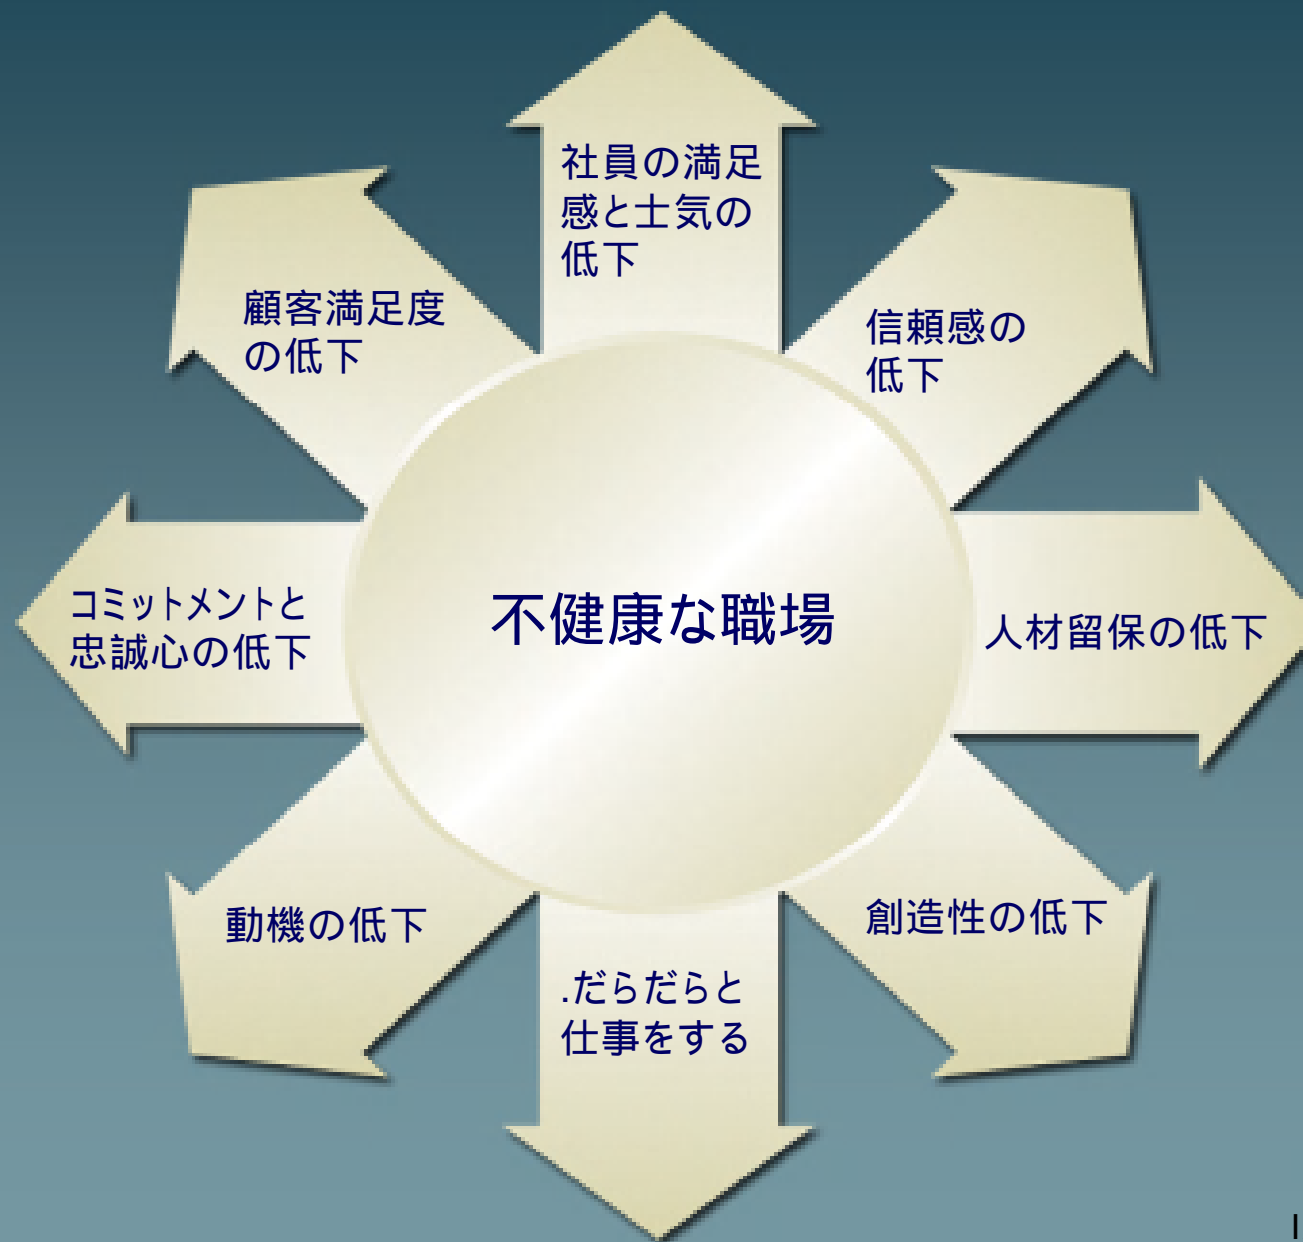 社員の満足
感と士気の
低下
信頼感の
低下
人材留保の低下
創造性の低下
.だらだらと
仕事をする
動機の低下
コミットメントと
忠誠心の低下
顧客満足度
の低下
不健康な職場